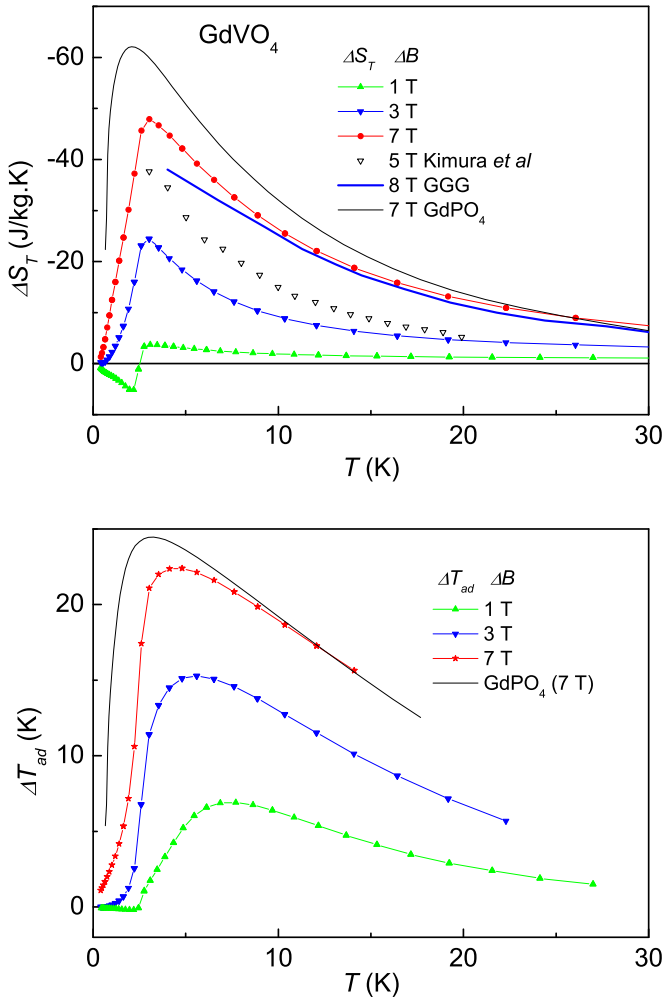 GdVO4
ΔST ΔB
1 T
3 T
7 T
5 T Kimura et al
8 T GGG
7 T GdPO4
ΔST (J/kg.K)
-60
-40
-20
0
0 10 20 30
T (K)
ΔTad ΔB
1 T
3 T
7 T
GdPO4 (7 T)
ΔTad (K)
20
10
0
0 10 20 30
T (K)